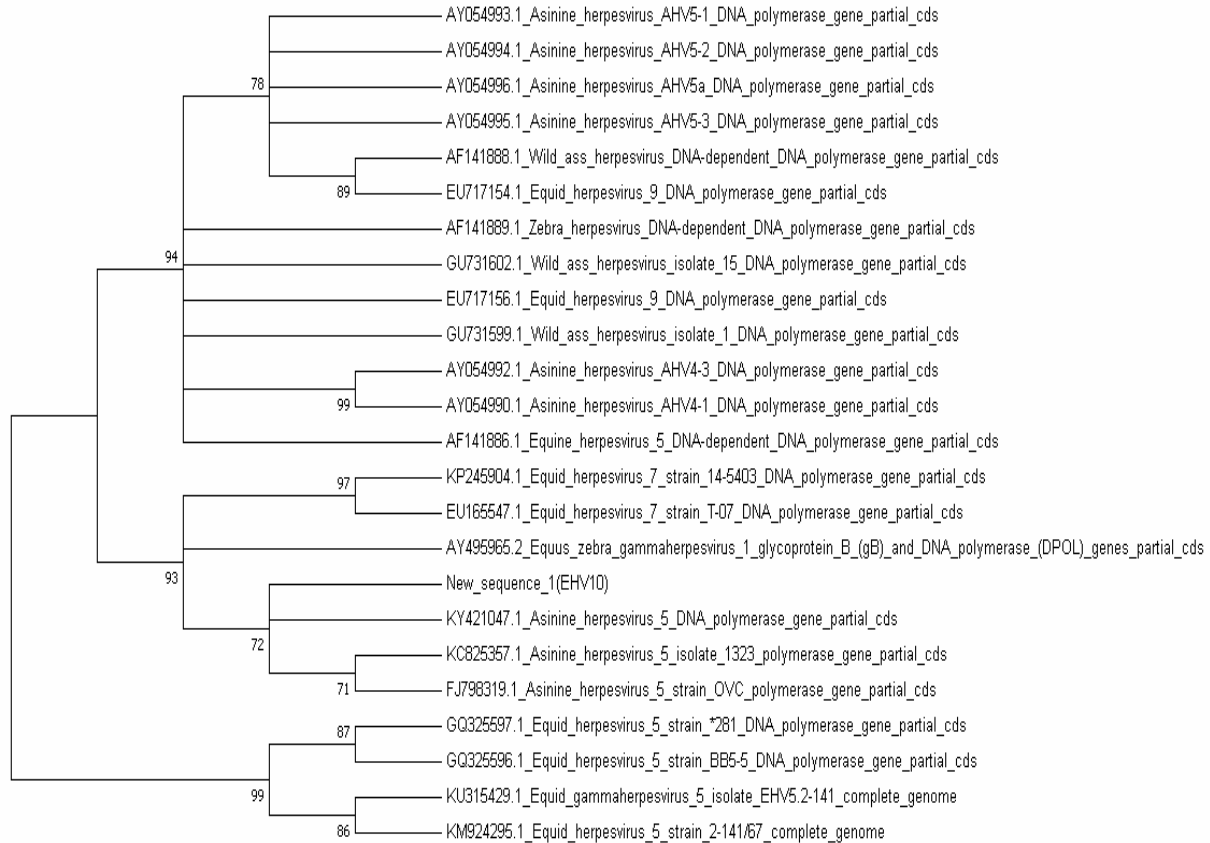 AY054993.1_Asinine_herpesvirus_AHV5-1_DNA_polymerase_gene_partial_cds
AY054994.1_Asinine_herpesvirus_AHV5-2_DNA_polymerase_gene_partial_cds
78
AY054996.1_Asinine_herpesvirus_AHV5a_DNA_polymerase_gene_partial_cds
AY054995.1_Asinine_herpesvirus_AHV5-3_DNA_polymerase_gene_partial_cds
AF141888.1_Wild_ass_herpesvirus_DNA-dependent_DNA_polymerase_gene_partial_cds
89
EU717154.1_Equid_herpesvirus_9_DNA_polymerase_gene_partial_cds
AF141889.1_Zebra_herpesvirus_DNA-dependent_DNA_polymerase_gene_partial_cds
94
GU731602.1_Wild_ass_herpesvirus_isolate_15_DNA_polymerase_gene_partial_cds
EU717156.1_Equid_herpesvirus_9_DNA_polymerase_gene_partial_cds
GU731599.1_Wild_ass_herpesvirus_isolate_1_DNA_polymerase_gene_partial_cds
AY054992.1_Asinine_herpesvirus_AHV4-3_DNA_polymerase_gene_partial_cds
99
AY054990.1_Asinine_herpesvirus_AHV4-1_DNA_polymerase_gene_partial_cds
AF141886.1_Equine_herpesvirus_5_DNA-dependent_DNA_polymerase_gene_partial_cds
97
KP245904.1_Equid_herpesvirus_7_strain_14-5403_DNA_polymerase_gene_partial_cds
EU165547.1_Equid_herpesvirus_7_strain_T-07_DNA_polymerase_gene_partial_cds
AY495965.2_Equus_zebra_gammaherpesvirus_1_glycoprotein_B_(gB)_and_DNA_polymerase_(DPOL)_genes_partial_cds
93
New_sequence_1(EHV10)
KY421047.1_Asinine_herpesvirus_5_DNA_polymerase_gene_partial_cds
72
KC825357.1_Asinine_herpesvirus_5_isolate_1323_polymerase_gene_partial_cds
71
FJ798319.1_Asinine_herpesvirus_5_strain_OVC_polymerase_gene_partial_cds
87
GQ325597.1_Equid_herpesvirus_5_strain_*281_DNA_polymerase_gene_partial_cds
GQ325596.1_Equid_herpesvirus_5_strain_BB5-5_DNA_polymerase_gene_partial_cds
99
KU315429.1_Equid_gammaherpesvirus_5_isolate_EHV5.2-141_complete_genome
86
KM924295.1_Equid_herpesvirus_5_strain_2-141/67_complete_genome